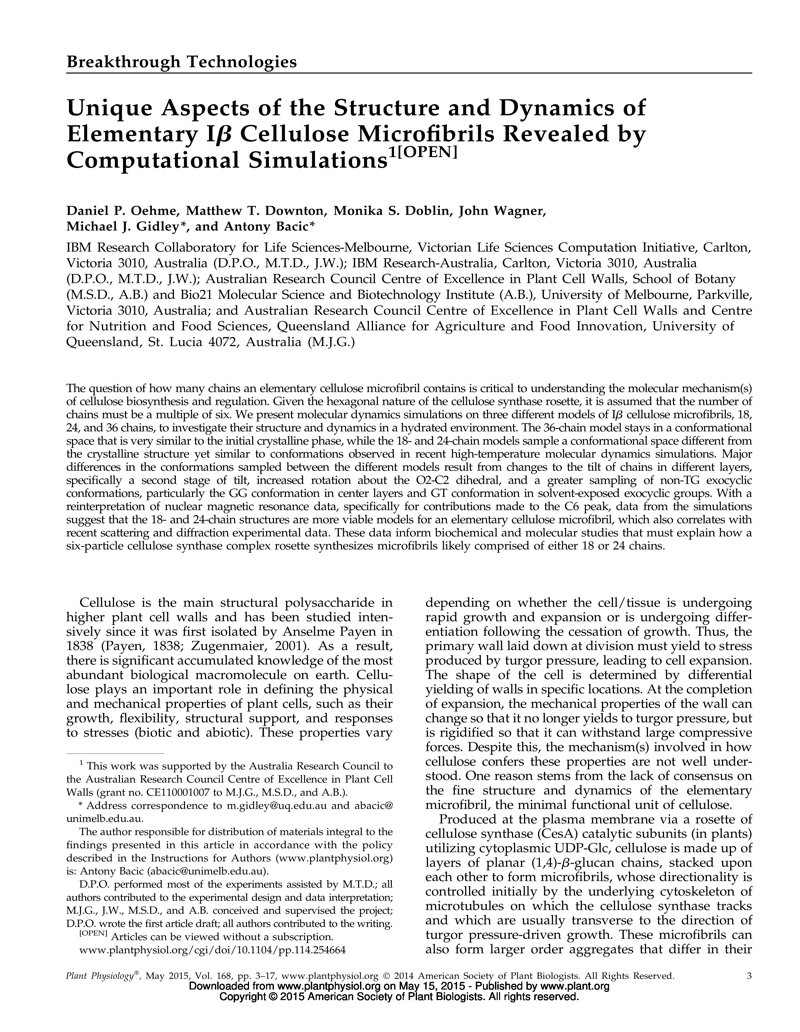 Breakthrough Technologies
Unique Aspects of the Structure and Dynamics of
Elementary Iβ Cellulose Microfibrils Revealed by
Computational Simulations1[OPEN]
Daniel P. Oehme, Matthew T. Downton, Monika S. Doblin, John Wagner,
Michael J. Gidley*, and Antony Bacic*
IBM Research Collaboratory for Life Sciences-Melbourne, Victorian Life Sciences Computation Initiative, Carlton,
Victoria 3010, Australia (D.P.O., M.T.D., J.W.); IBM Research-Australia, Carlton, Victoria 3010, Australia
(D.P.O., M.T.D., J.W.); Australian Research Council Centre of Excellence in Plant Cell Walls, School of Botany
(M.S.D., A.B.) and Bio21 Molecular Science and Biotechnology Institute (A.B.), University of Melbourne, Parkville,
Victoria 3010, Australia; and Australian Research Council Centre of Excellence in Plant Cell Walls and Centre
for Nutrition and Food Sciences, Queensland Alliance for Agriculture and Food Innovation, University of
Queensland, St. Lucia 4072, Australia (M.J.G.)
The question of how many chains an elementary cellulose microfibril contains is critical to understanding the molecular mechanism(s)
of cellulose biosynthesis and regulation. Given the hexagonal nature of the cellulose synthase rosette, it is assumed that the number of
chains must be a multiple of six. We present molecular dynamics simulations on three different models of Iβ cellulose microfibrils, 18,
24, and 36 chains, to investigate their structure and dynamics in a hydrated environment. The 36-chain model stays in a conformational
space that is very similar to the initial crystalline phase, while the 18- and 24-chain models sample a conformational space different from
the crystalline structure yet similar to conformations observed in recent high-temperature molecular dynamics simulations. Major
differences in the conformations sampled between the different models result from changes to the tilt of chains in different layers,
specifically a second stage of tilt, increased rotation about the O2-C2 dihedral, and a greater sampling of non-TG exocyclic
conformations, particularly the GG conformation in center layers and GT conformation in solvent-exposed exocyclic groups. With a
reinterpretation of nuclear magnetic resonance data, specifically for contributions made to the C6 peak, data from the simulations
suggest that the 18- and 24-chain structures are more viable models for an elementary cellulose microfibril, which also correlates with
recent scattering and diffraction experimental data. These data inform biochemical and molecular studies that must explain how a
six-particle cellulose synthase complex rosette synthesizes microfibrils likely comprised of either 18 or 24 chains.
Cellulose is the main structural polysaccharide in
higher plant cell walls and has been studied inten-
sively since it was first isolated by Anselme Payen in
1838 (Payen, 1838; Zugenmaier, 2001). As a result,
there is significant accumulated knowledge of the most
abundant biological macromolecule on earth. Cellu-
lose plays an important role in defining the physical
and mechanical properties of plant cells, such as their
growth, flexibility, structural support, and responses
to stresses (biotic and abiotic). These properties vary
1 This work was supported by the Australia Research Council to
the Australian Research Council Centre of Excellence in Plant Cell
Walls (grant no. CE110001007 to M.J.G., M.S.D., and A.B.).
* Address correspondence to m.gidley@uq.edu.au and abacic@
unimelb.edu.au.
The author responsible for distribution of materials integral to the
findings presented in this article in accordance with the policy
described in the Instructions for Authors (www.plantphysiol.org)
is: Antony Bacic (abacic@unimelb.edu.au).
D.P.O. performed most of the experiments assisted by M.T.D.; all
authors contributed to the experimental design and data interpretation;
M.J.G., J.W., M.S.D., and A.B. conceived and supervised the project;
D.P.O. wrote the first article draft; all authors contributed to the writing.
[OPEN] Articles can be viewed without a subscription.
www.plantphysiol.org/cgi/doi/10.1104/pp.114.254664
depending on whether the cell/tissue is undergoing
rapid growth and expansion or is undergoing differ-
entiation following the cessation of growth. Thus, the
primary wall laid down at division must yield to stress
produced by turgor pressure, leading to cell expansion.
The shape of the cell is determined by differential
yielding of walls in specific locations. At the completion
of expansion, the mechanical properties of the wall can
change so that it no longer yields to turgor pressure, but
is rigidified so that it can withstand large compressive
forces. Despite this, the mechanism(s) involved in how
cellulose confers these properties are not well under-
stood. One reason stems from the lack of consensus on
the fine structure and dynamics of the elementary
microfibril, the minimal functional unit of cellulose.
Produced at the plasma membrane via a rosette of
cellulose synthase (CesA) catalytic subunits (in plants)
utilizing cytoplasmic UDP-Glc, cellulose is made up of
layers of planar (1,4)-β-glucan chains, stacked upon
each other to form microfibrils, whose directionality is
controlled initially by the underlying cytoskeleton of
microtubules on which the cellulose synthase tracks
and which are usually transverse to the direction of
turgor pressure-driven growth. These microfibrils can
also form larger order aggregates that differ in their
Plant Physiology®, May 2015, Vol. 168, pp. 3–17, www.plantphysiol.org © 2014 American Society of Plant Biologists. All Rights Reserved. 3
Downloaded from www.plantphysiol.org on May 15, 2015 - Published by www.plant.org
Copyright © 2015 American Society of Plant Biologists. All rights reserved.